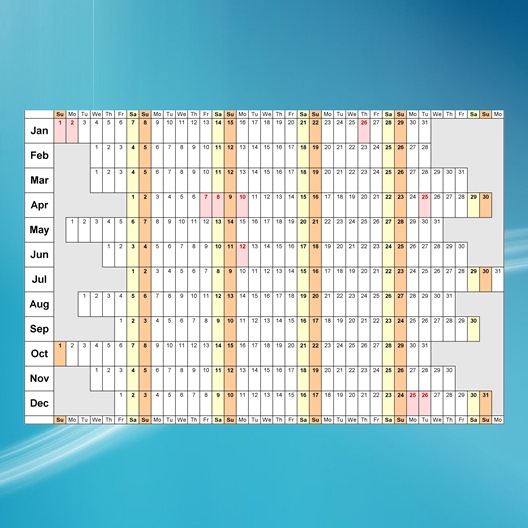 Su Mo Tu We Th Fr Sa Su Mo Tu We Th Fr Sa Su Mo Tu We Th Fr Sa Su Mo Tu We Th Fr Sa Su Mo Tu We Th Fr Sa Su Mo
Jan 1 2 3 4 5 6 7 8 9 10 11 12 13 14 15 16 17 18 19 20 21 22 23 24 25 26 27 28 29 30 31
Feb 1 2 3 4 5 6 7 8 9 10 11 12 13 14 15 16 17 18 19 20 21 22 23 24 25 26 27 28
Mar 1 2 3 4 5 6 7 8 9 10 11 12 13 14 15 16 17 18 19 20 21 22 23 24 25 26 27 28 29 30 31
Apr 1 2 3 4 5 6 7 8 9 10 11 12 13 14 15 16 17 18 19 20 21 22 23 24 25 26 27 28 29 30
May 1 2 3 4 5 6 7 8 9 10 11 12 13 14 15 16 17 18 19 20 21 22 23 24 25 26 27 28 29 30 31
Jun 1 2 3 4 5 6 7 8 9 10 11 12 13 14 15 16 17 18 19 20 21 22 23 24 25 26 27 28 29 30
Jul 1 2 3 4 5 6 7 8 9 10 11 12 13 14 15 16 17 18 19 20 21 22 23 24 25 26 27 28 29 30 31
Aug 1 2 3 4 5 6 7 8 9 10 11 12 13 14 15 16 17 18 19 20 21 22 23 24 25 26 27 28 29 30 31
Sep 1 2 3 4 5 6 7 8 9 10 11 12 13 14 15 16 17 18 19 20 21 22 23 24 25 26 27 28 29 30
Oct 1 2 3 4 5 6 7 8 9 10 11 12 13 14 15 16 17 18 19 20 21 22 23 24 25 26 27 28 29 30 31
Nov 1 2 3 4 5 6 7 8 9 10 11 12 13 14 15 16 17 18 19 20 21 22 23 24 25 26 27 28 29 30
Dec 1 2 3 4 5 6 7 8 9 10 11 12 13 14 15 16 17 18 19 20 21 22 23 24 25 26 27 28 29 30 31
Su Mo Tu We Th Fr Sa Su Mo Tu We Th Fr Sa Su Mo Tu We Th Fr Sa Su Mo Tu We Th Fr Sa Su Mo Tu We Th Fr Sa Su Mo